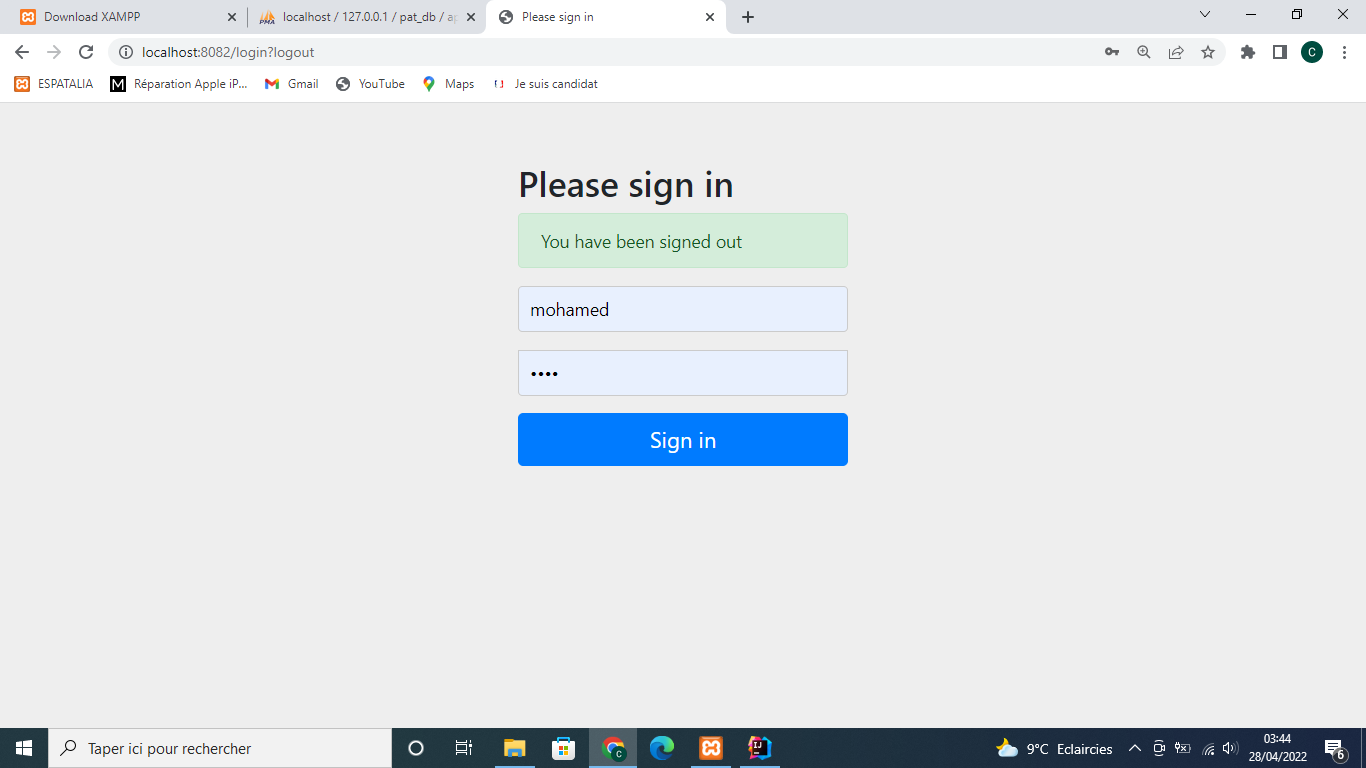 Download XAMPP
localhost / 127.0.0.1 / pat_db / ap
Please sign in
localhost:8082/login?logout
C
ESPATALIA
M
Réparation Apple iP...
Gmail
YouTube
Maps
Je suis candidat
Please sign in
You have been signed out
mohamed
••••
Sign in
Taper ici pour rechercher
9°C Eclaircies
03:44
28/04/2022
6